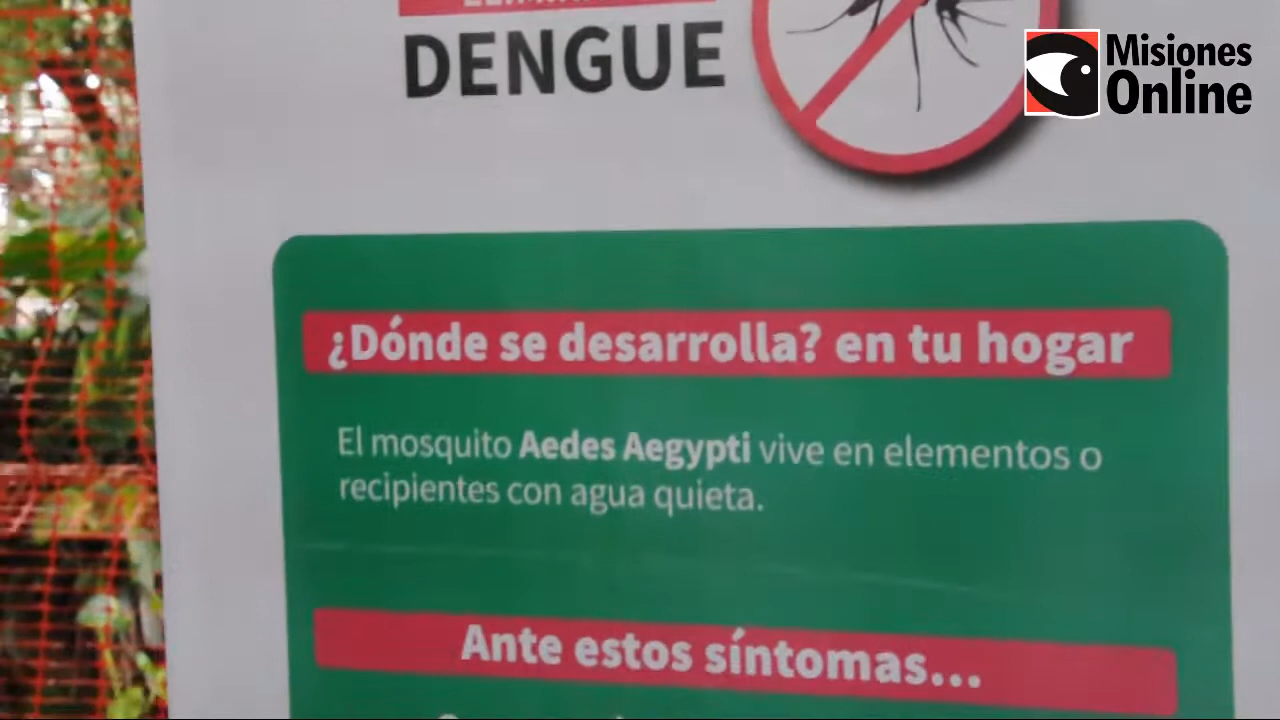 DENGUE
Misiones
Online
¿Dónde se desarrolla? en tu hogar
El mosquito Aedes Aegypti vive en elementos o
recipientes con agua quieta.
Ante estos síntomas...